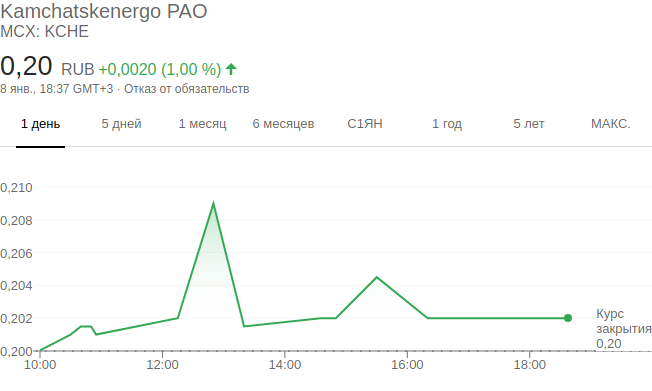 Kamchatskenergo PAO
MCX: KCHE
0,20 RUB +0,0020 (1,00 %)
8 янв., 18:37 GMT+3 · Отказ от обязательств
1 день 5 дней 1 месяц 6 месяцев С1ЯН 1 год 5 лет МАКС.
0,210
0,208
0,206
0,204
0,202
0,200
Курс
закрытия
0,20
10:00 12:00 14:00 16:00 18:00